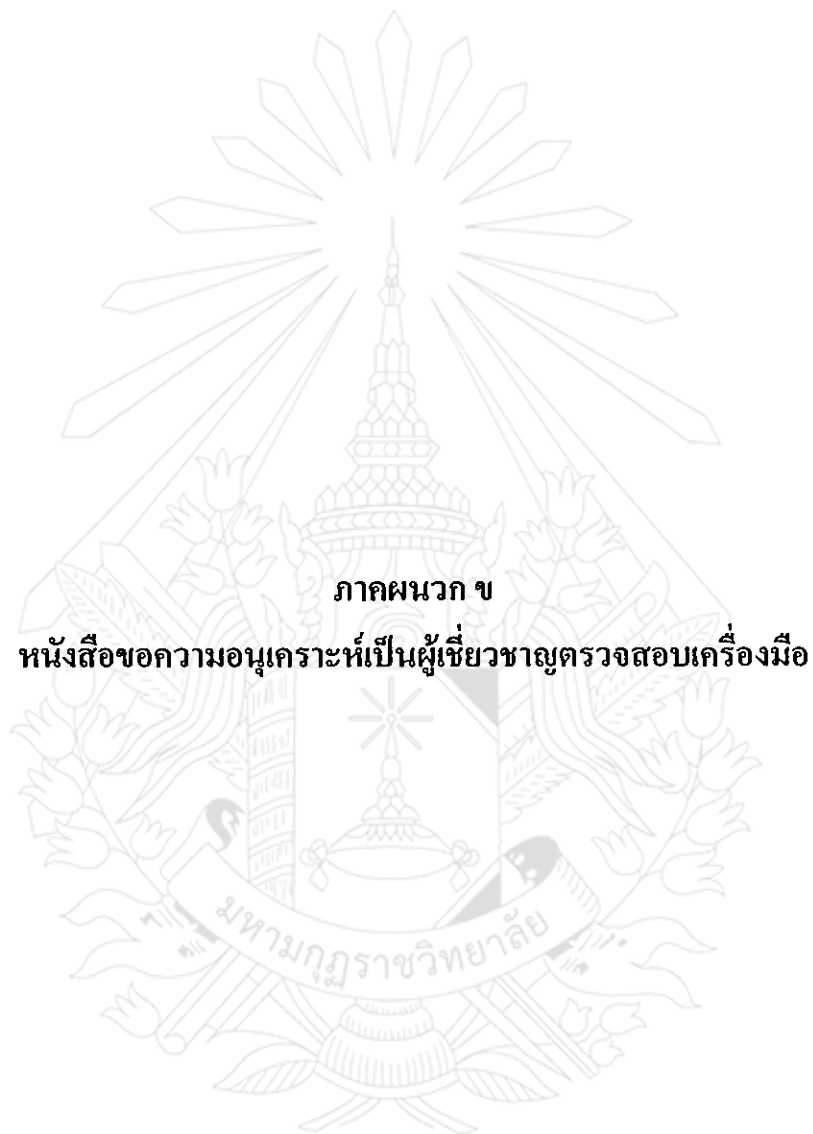 ภาคผนวก ข
หนังสือขอความอนุเคราะห์เป็นผู้เชี่ยวชาญตรวจสอบเครื่องมือ
มหามกุฏราชวิทยาลัย